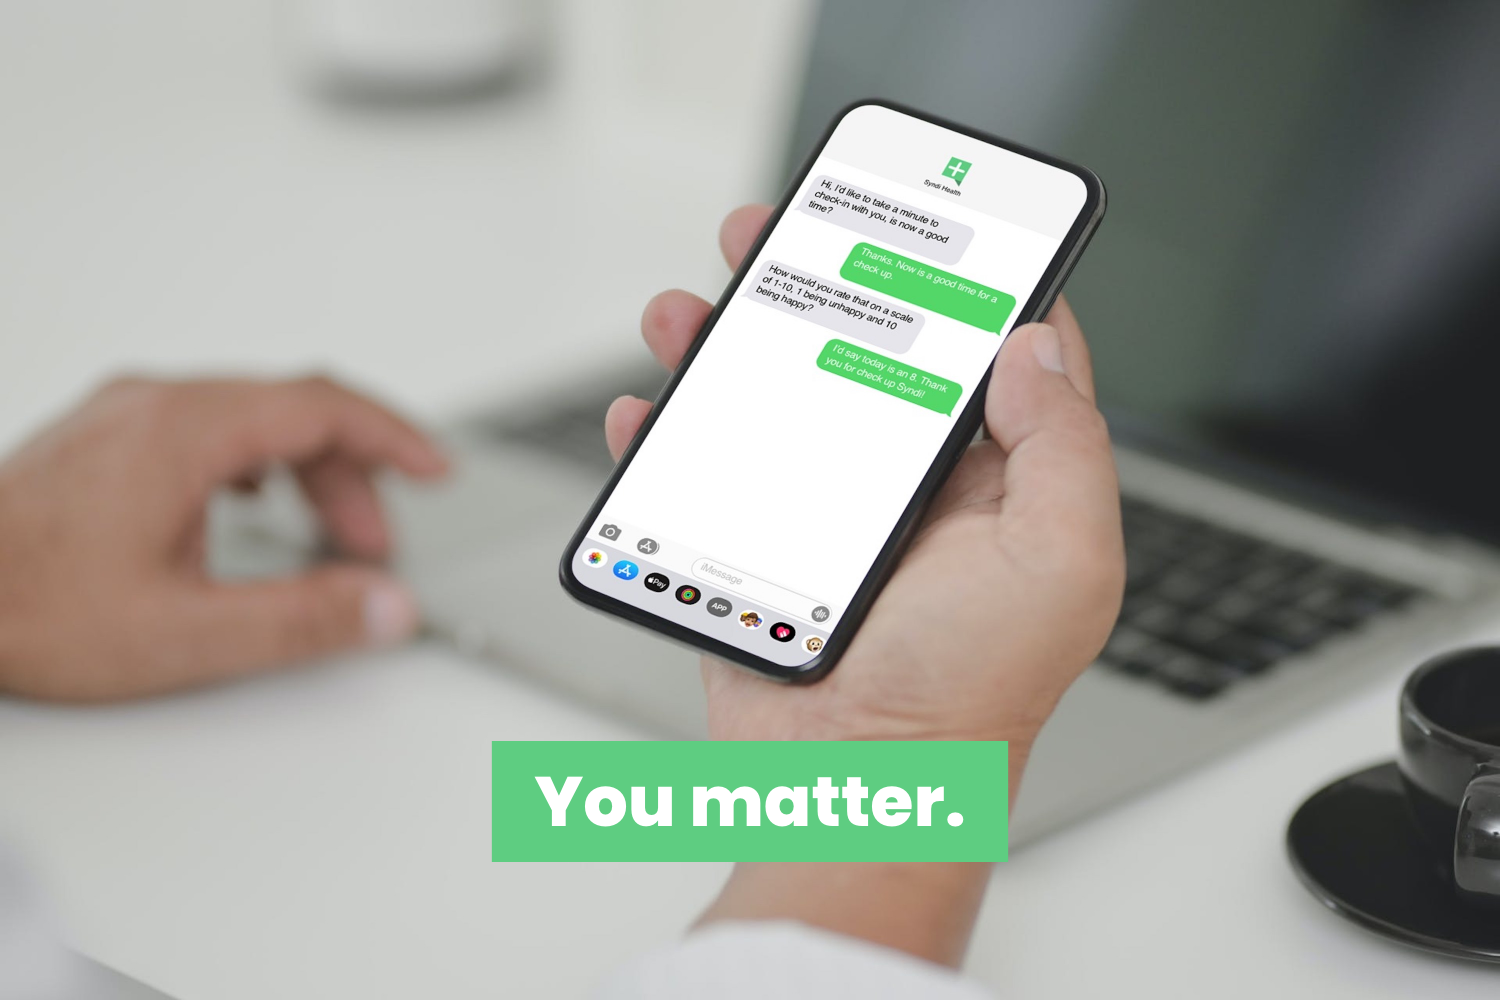 Syndi Health
Hi, I'd like to take a minute to
check-in with you, is now a good
time?
Thanks. Now is a good time for a
check up.
How would you rate that on a scale
of 1-10. 1 being unhappy and 10
being happy?
I'd say today is an 8. Thank
you for check up Syndi!
iMessage
Pay
APP
You matter.